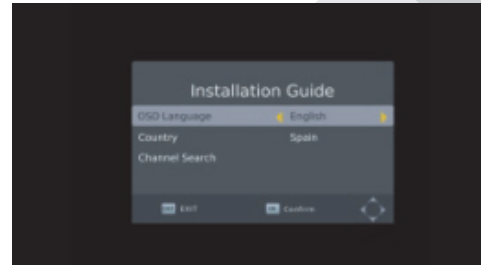 Installation Guide
OSD Language English
Country Spain
Channel Search
EXIT Confirm